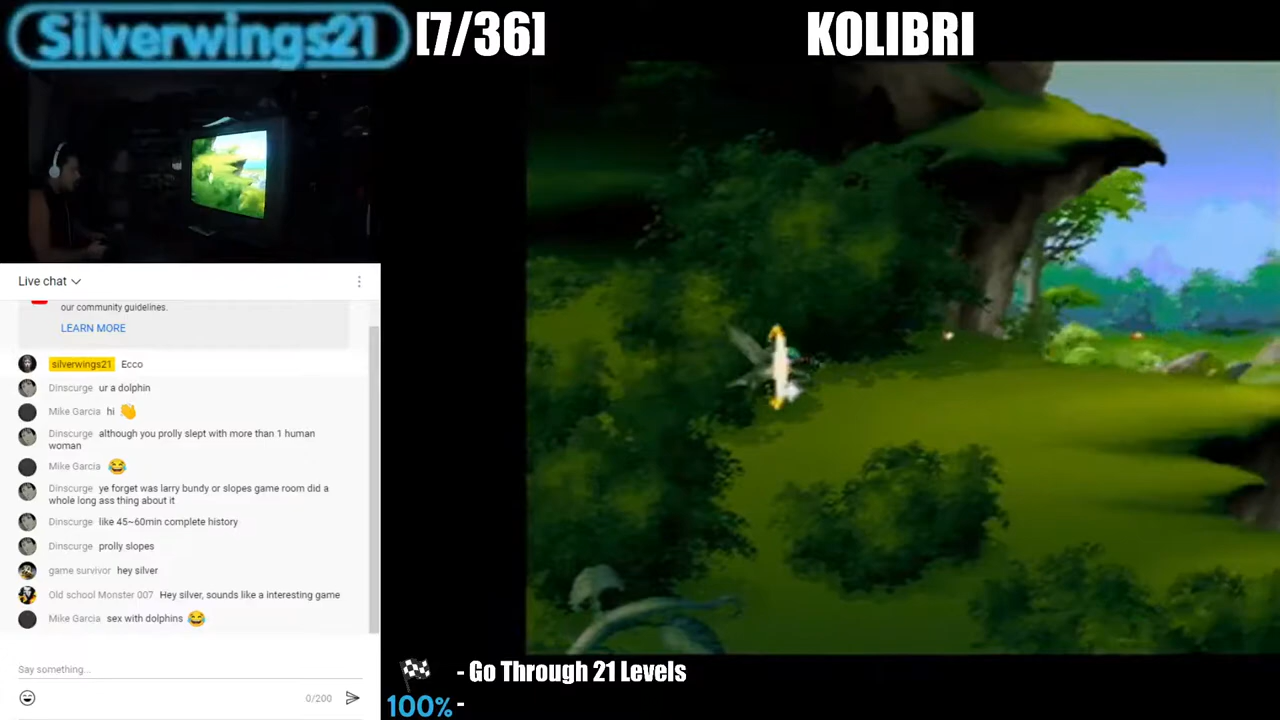 Silverwings21 [7/36] KOLIBRI
Live chat
our community guidelines.
LEARN MORE
silverwings21 Ecco
Dinscurge ur a dolphin
Mike Garcia hi 👋
Dinscurge although you prolly slept with more than 1 human
woman
Mike Garcia 😂
Dinscurge ye forget was larry bundy or slopes game room did a
whole long ass thing about it
Dinscurge like 45~60min complete history
Dinscurge prolly slopes
game survivor hey silver
Old school Monster 007 Hey silver, sounds like a interesting game
Mike Garcia sex with dolphins 😂
Say something...
0/200
- Go Through 21 Levels
100% -